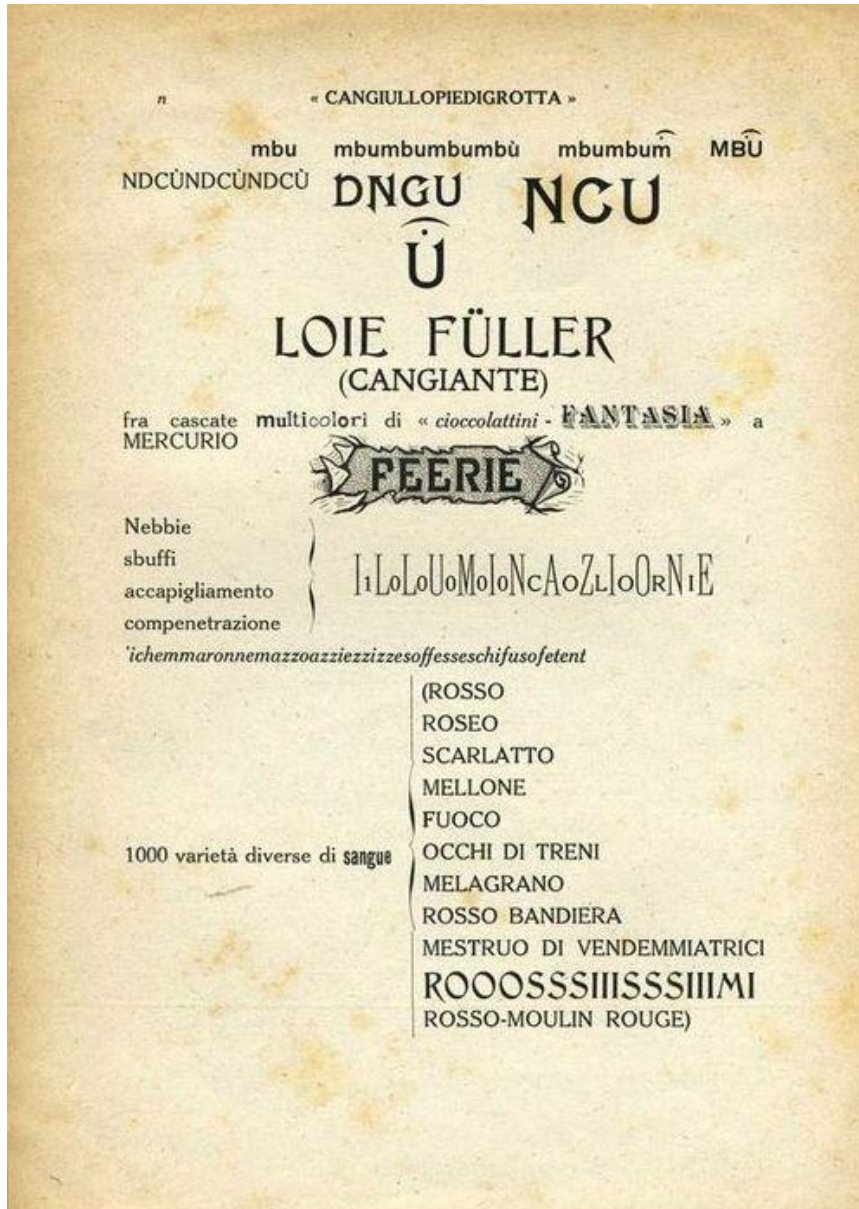 n « CANGIULLOPIEDIGROTTA »
mbu mbumbumbumbù mbumbum̑ MBȖ
NDCÙNDCÙNDCÙ DNGU NCU
Ȗ
LOIE FÜLLER
(CANGIANTE)
fra cascate multicolori di « cioccolattini - FANTASIA » a
MERCURIO
FEERIE
Nebbie
sbuffi
accapigliamento
compenetrazione
I1L0L0U0M0I0NCAOZLIOORNIE
'ichemmaronnemazzoazziezzizzesoffesseschifusofetent
(ROSSO
ROSEO
SCARLATTO
MELLONE
FUOCO
1000 varietà diverse di sangue OCCHI DI TRENI
MELAGRANO
ROSSO BANDIERA
MESTRUO DI VENDEMMIATRICI
ROOOSSSIIISSSIIIMI
ROSSO-MOULIN ROUGE)